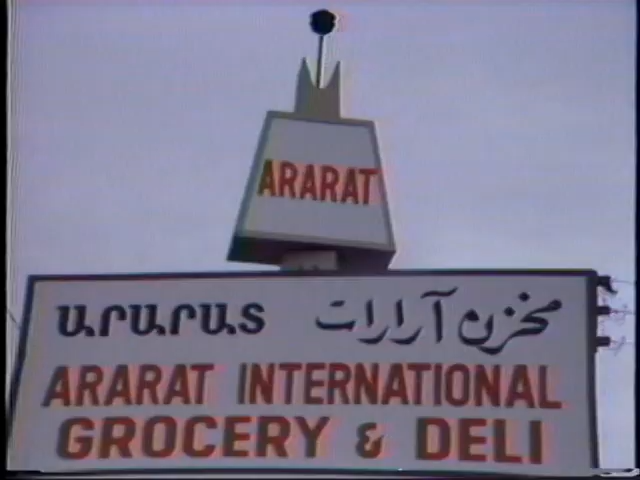 ARARAT
ԱՐԱՐԱՏ مخزن آرارات
ARARAT INTERNATIONAL
GROCERY & DELI